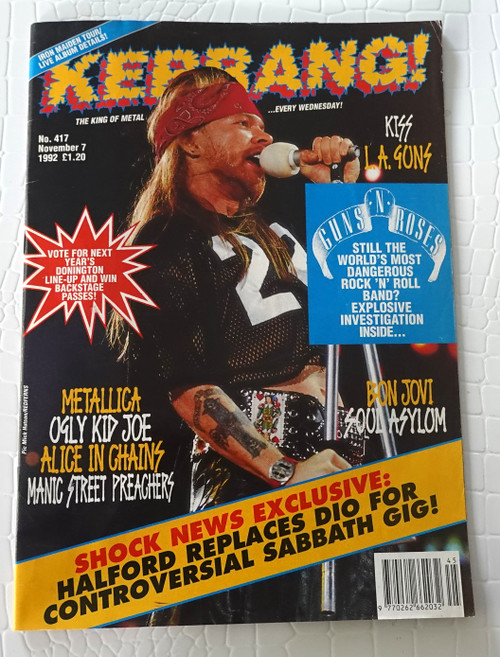 IRON MAIDEN TOUR/
LIVE ALBUM DETAILS!
KERRANG!
THE KING OF METAL
...EVERY WEDNESDAY!
No. 417
November 7
1992 £1.20
KISS
L.A. GUNS
GUNS 'N' ROSES
STILL THE
WORLD'S MOST
DANGEROUS
ROCK 'N' ROLL
BAND?
EXPLOSIVE
INVESTIGATION
INSIDE...
VOTE FOR NEXT
YEAR'S
DONINGTON
LINE-UP AND WIN
BACKSTAGE
PASSES!
METALLICA
UGLY KID JOE
ALICE IN CHAINS
MANIC STREET PREACHERS
BON JOVI
SOUL ASYLUM
2
SHOCK NEWS EXCLUSIVE:
HALFORD REPLACES DIO FOR
CONTROVERSIAL SABBATH GIG!
45
9 770262 662032